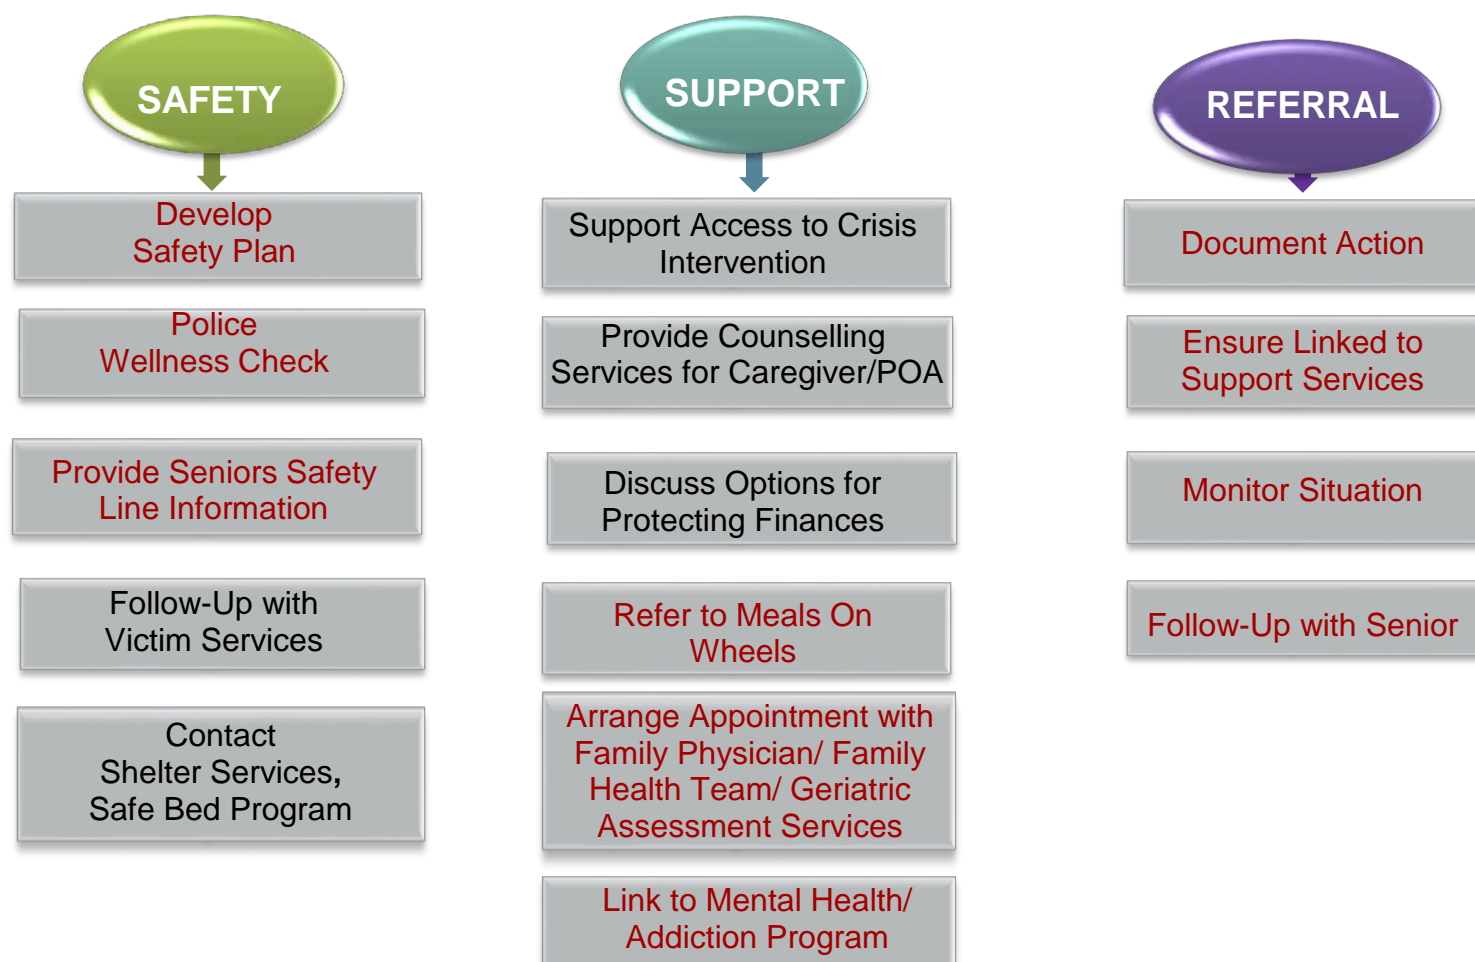 SAFETY
Develop
Safety Plan
Police
Wellness Check
Provide Seniors Safety
Line Information
Follow-Up with
Victim Services
Contact
Shelter Services,
Safe Bed Program
SUPPORT
Support Access to Crisis
Intervention
Provide Counselling
Services for Caregiver/POA
Discuss Options for
Protecting Finances
Refer to Meals On
Wheels
Arrange Appointment with
Family Physician/ Family
Health Team/ Geriatric
Assessment Services
Link to Mental Health/
Addiction Program
REFERRAL
Document Action
Ensure Linked to
Support Services
Monitor Situation
Follow-Up with Senior